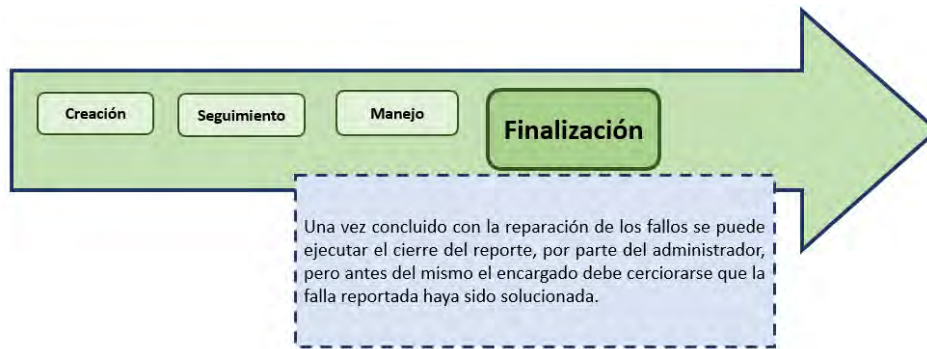 Creación
Seguimiento
Manejo
Finalización
Una vez concluido con la reparación de los fallos se puede
ejecutar el cierre del reporte, por parte del administrador,
pero antes del mismo el encargado debe cerciorarse que la
falla reportada haya sido solucionada.